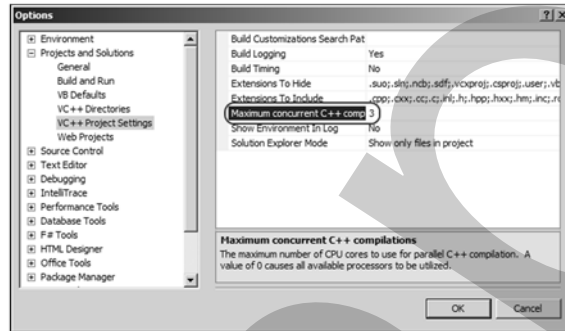 Options
Environment
Projects and Solutions
General
Build and Run
VB Defaults
VC++ Directories
VC++ Project Settings
Web Projects
Source Control
Text Editor
Debugging
IntelliTrace
Performance Tools
Database Tools
F# Tools
HTML Designer
Office Tools
Package Manager
Build Customizations Search Pat
Build Logging Yes
Build Timing No
Extensions To Hide .suo;.sln;.ncb;.sdf;.vcxproj;.csproj;.user;.vb
Extensions To Include .cpp;.cxx;.cc;.c;.inl;.h;.hpp;.hxx;.hm;.inc;.rc
Maximum concurrent C++ comp 3
Show Environment In Log No
Solution Explorer Mode Show only files in project
Maximum concurrent C++ compilations
The maximum number of CPU cores to use for parallel C++ compilation. A
value of 0 causes all available processors to be utilized.
OK Cancel